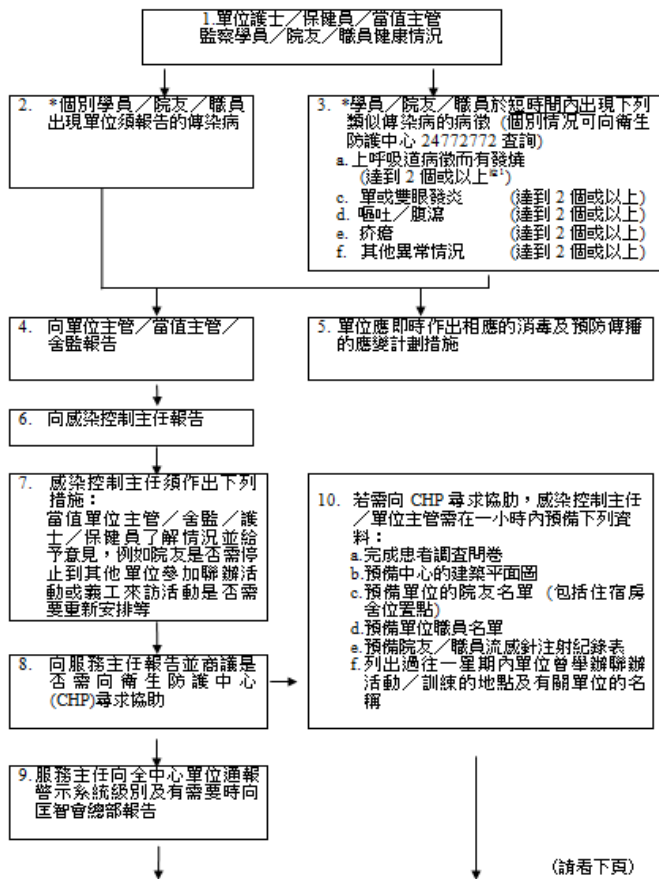 1.單位護士／保健員／當值主管
監察學員／院友／職員健康情況
2. *個別學員／院友／職員
出現單位須報告的傳染病
3. *學員／院友／職員於短時間內出現下列
類似傳染病的病徵 (個別情况可向衞生
防護中心 24772772 查詢)
a.上呼吸道病徵而有發燒
(達到 2 個或以上註1)
c. 單或雙眼發炎 (達到 2 個或以上)
d. 嘔吐／腹瀉 (達到 2 個或以上)
e. 疥瘡 (達到 2 個或以上)
f. 其他異常情況 (達到 2 個或以上)
4. 向單位主管／當值主管／
舍監報告
5. 單位應即時作出相應的消毒及預防傳播
的應變計劃措施
6. 向感染控制主任報告
7. 感染控制主任須作出下列
措施：
當值單位主管／舍監／護
士／保健員了解情況並給
予意見，例如院友是否需停
止到其他單位參加聯辦活
動或義工來訪活動是否需
要重新安排等
8. 向服務主任報告並商議是
否需向衞生防護中心
(CHP)尋求協助
9.服務主任向全中心單位通報
警示系統級別及有需要時向
匡智會總部報告
10. 若需向 CHP 尋求協助，感染控制主任
／單位主管需在一小時內預備下列資
料：
a.完成患者調查問卷
b.預備中心的建築平面圖
c.預備單位的院友名單 (包括住宿房
舍位置點)
d.預備單位職員名單
e.預備院友／職員流感針注射紀錄表
f.列出過往一星期內單位曾舉辦聯辦
活動／訓練的地點及有關單位的名
稱
(請看下頁)